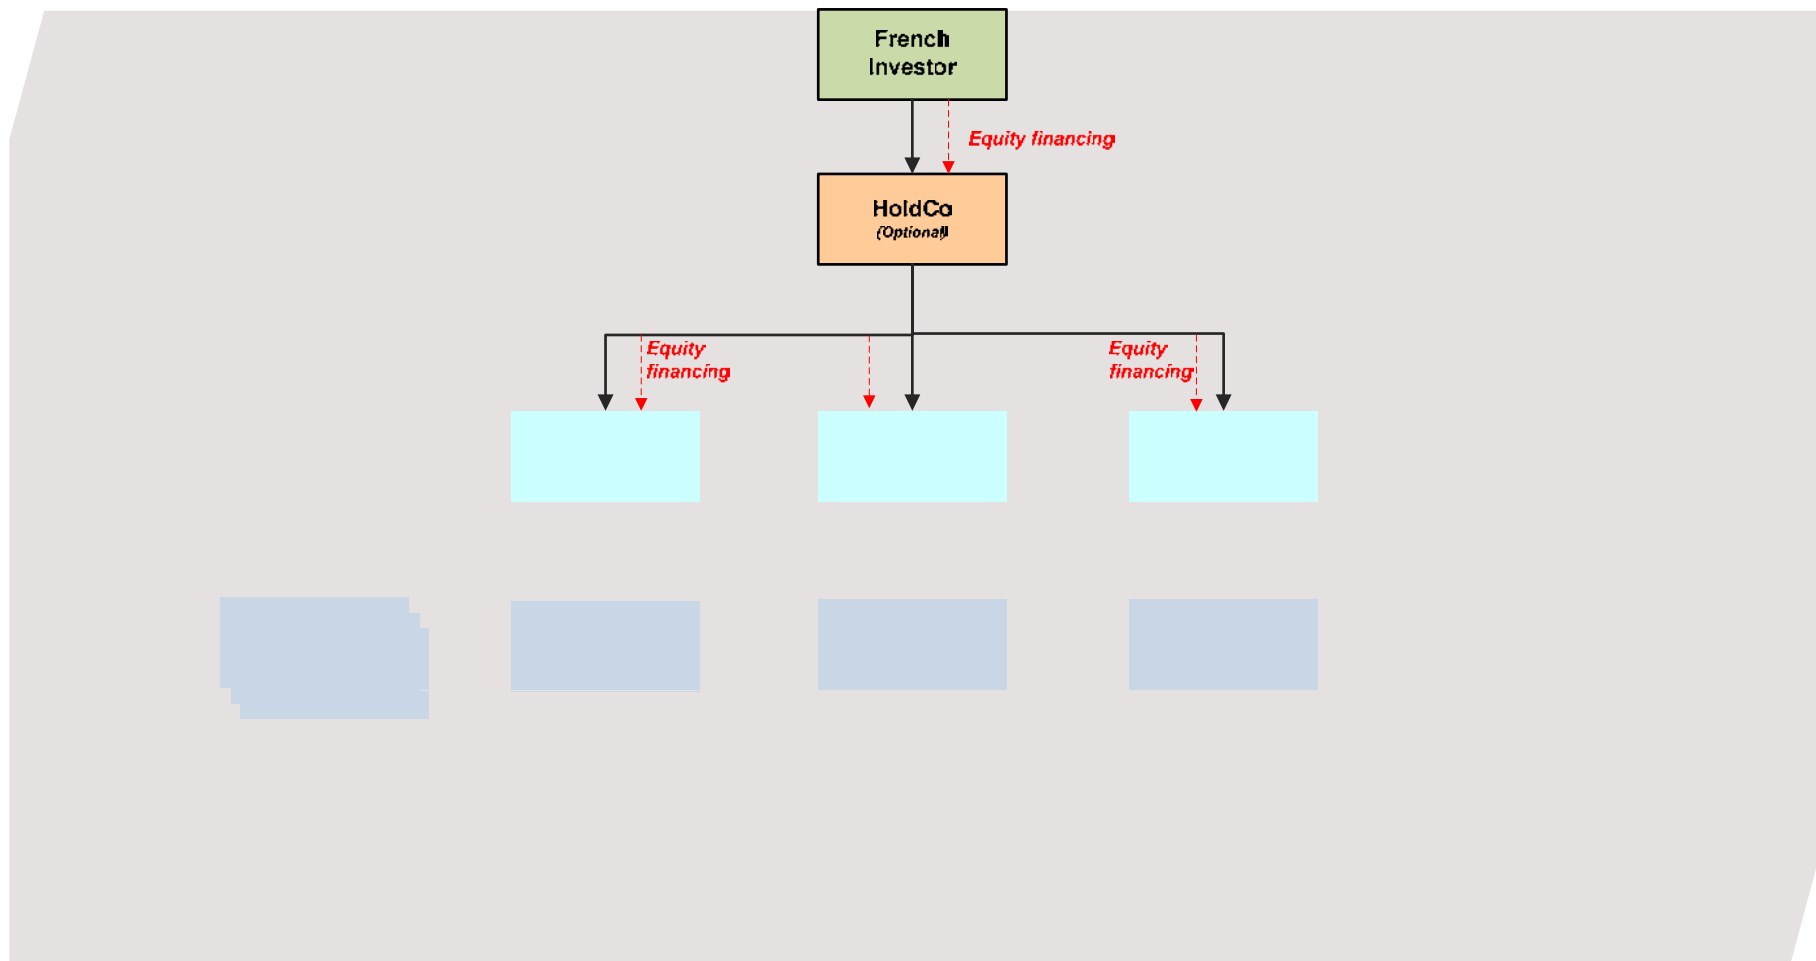 French
Investor
Equity financing
HoldCo
(Optional)
Equity
financing
Equity
financing